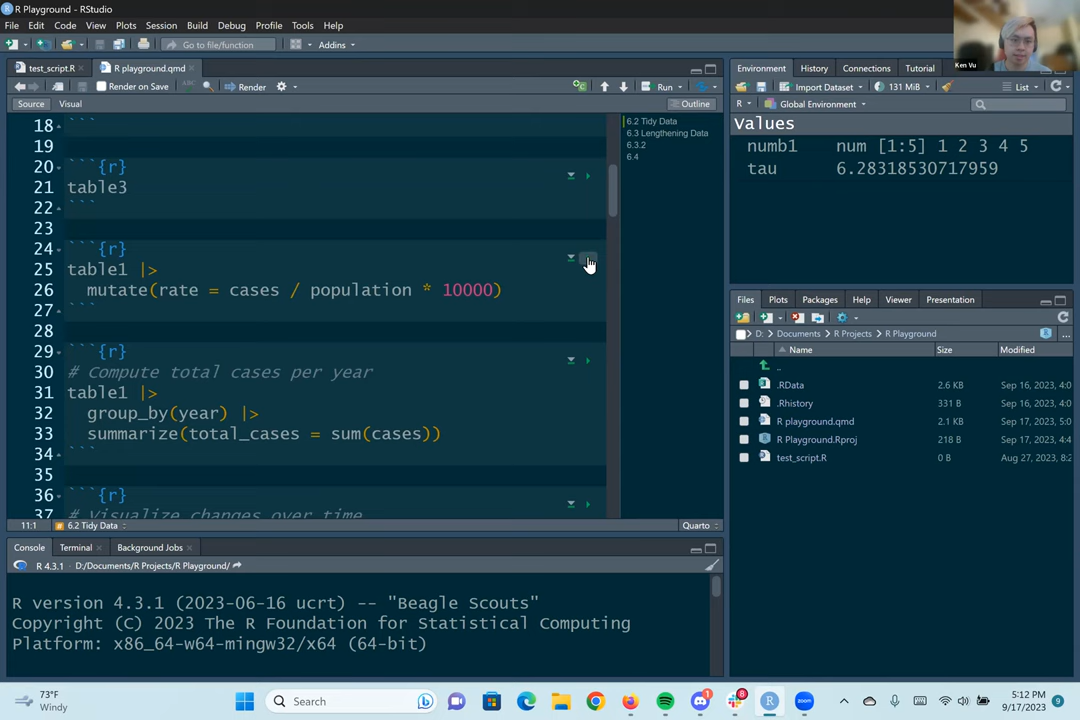 R Playground - RStudio
File Edit Code View Plots Session Build Debug Profile Tools Help
Go to file/function
Addins
test_script.R
R playground.qmd
Render on Save
ABC
Render
Run
Source
Visual
Outline
18 ```
19
20 ```{r}
21 table3
22 ```
23
24 ```{r}
25 table1 |>
26 mutate(rate = cases / population * 10000)
27 ```
28
29 ```{r}
30 # Compute total cases per year
31 table1 |>
32 group_by(year) |>
33 summarize(total_cases = sum(cases))
34 ```
35
36 ```{r}
37 # Visualize changes over time
6.2 Tidy Data
6.3 Lengthening Data
6.3.2
6.4
11:1
# 6.2 Tidy Data
Quarto
Console Terminal Background Jobs
R 4.3.1 · D:/Documents/R Projects/R Playground/
R version 4.3.1 (2023-06-16 ucrt) -- "Beagle Scouts"
Copyright (C) 2023 The R Foundation for Statistical Computing
Platform: x86_64-w64-mingw32/x64 (64-bit)
Ken Vu
Environment History Connections Tutorial
Import Dataset
131 MiB
List
R
Global Environment
Values
numb1 num [1:5] 1 2 3 4 5
tau 6.28318530717959
Files Plots Packages Help Viewer Presentation
D: Documents R Projects R Playground
...
Name Size Modified
..
.RData 2.6 KB Sep 16, 2023, 4:0
.Rhistory 331 B Sep 16, 2023, 4:0
R playground.qmd 2.1 KB Sep 17, 2023, 5:0
R Playground.Rproj 218 B Sep 17, 2023, 4:4
test_script.R 0 B Aug 27, 2023, 8:2
73°F
Windy
Search
1
8
R
zoom
5:12 PM
9/17/2023
9